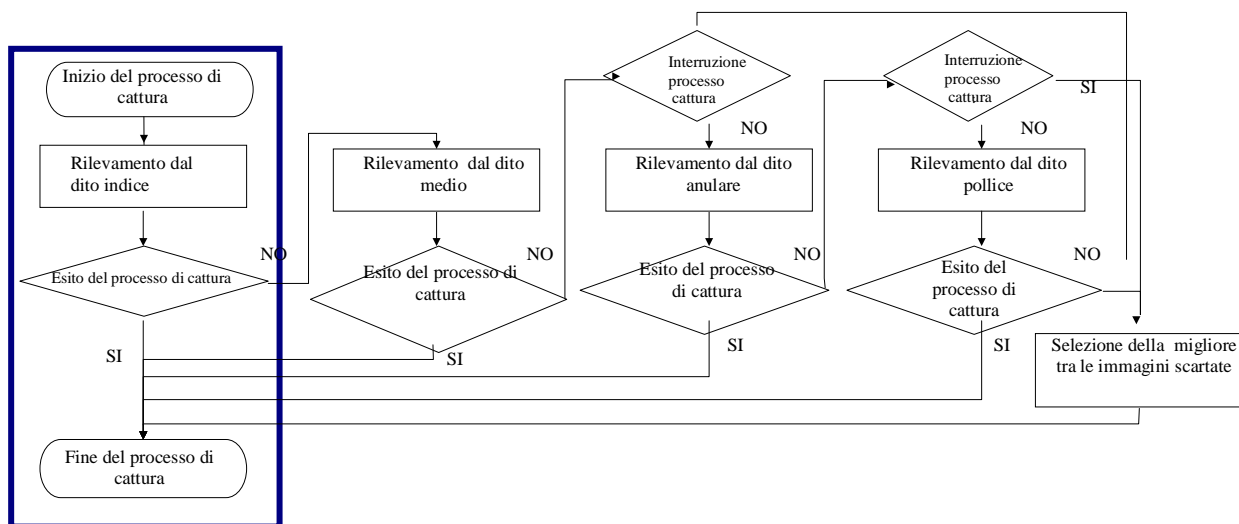 Inizio del processo di
cattura
Rilevamento dal
dito indice
Esito del processo di cattura
NO
SI
Fine del processo di
cattura
Rilevamento dal dito
medio
Esito del processo di
cattura
NO
SI
Interruzione
processo
cattura
NO
Rilevamento dal dito
anulare
Esito del processo
di cattura
NO
SI
Interruzione
processo
cattura
SI
NO
Rilevamento dal dito
pollice
Esito del
processo di
cattura
NO
SI
Selezione della migliore
tra le immagini scartate